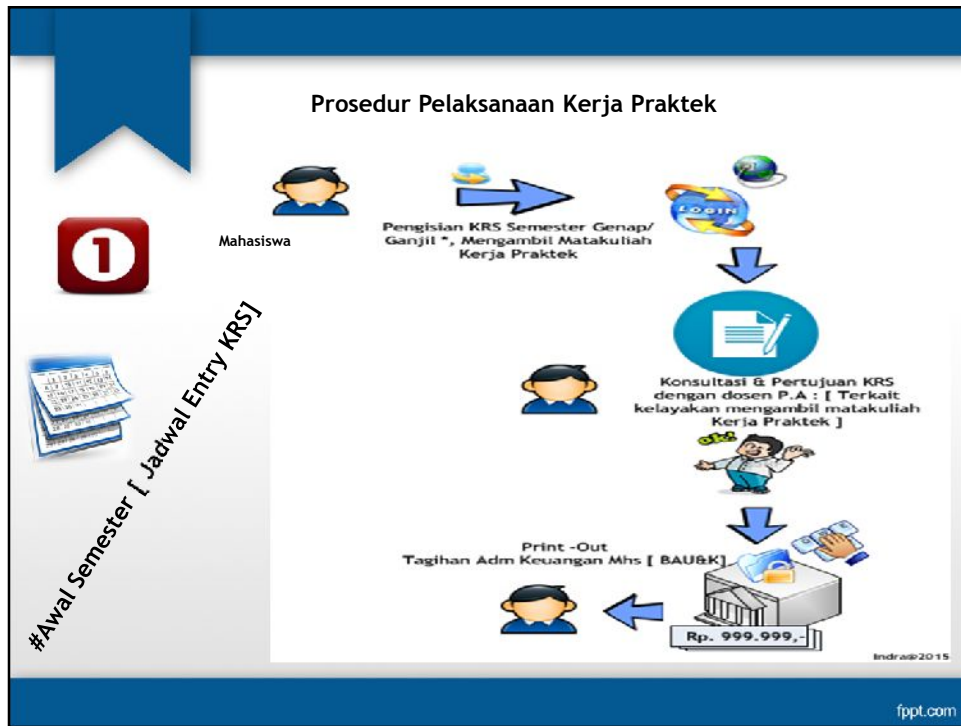 Prosedur Pelaksanaan Kerja Praktek
1
Mahasiswa
Pengisian KRS Semester Genap/
Ganjil *, Mengambil Matakuliah
Kerja Praktek
LOGIN
#Awal Semester [ Jadwal Entry KRS]
Konsultasi & Pertujuan KRS
dengan dosen P.A : [ Terkait
kelayakan mengambil matakuliah
Kerja Praktek ]
ok!
Print -Out
Tagihan Adm Keuangan Mhs [ BAU&K]
Rp. 999.999,-
Indra@2015
fppt.com